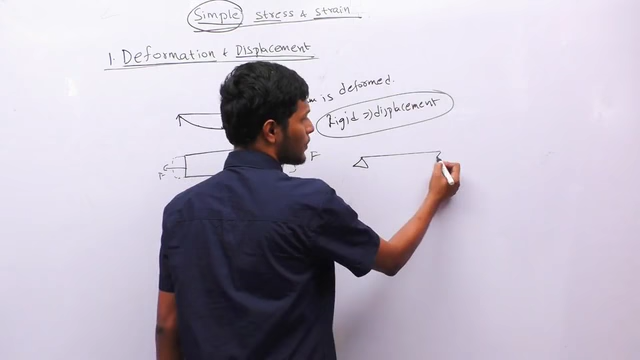 Simple stress & strain
1. Deformation & Displacement
is deformed.
Rigid => displacement
F
F